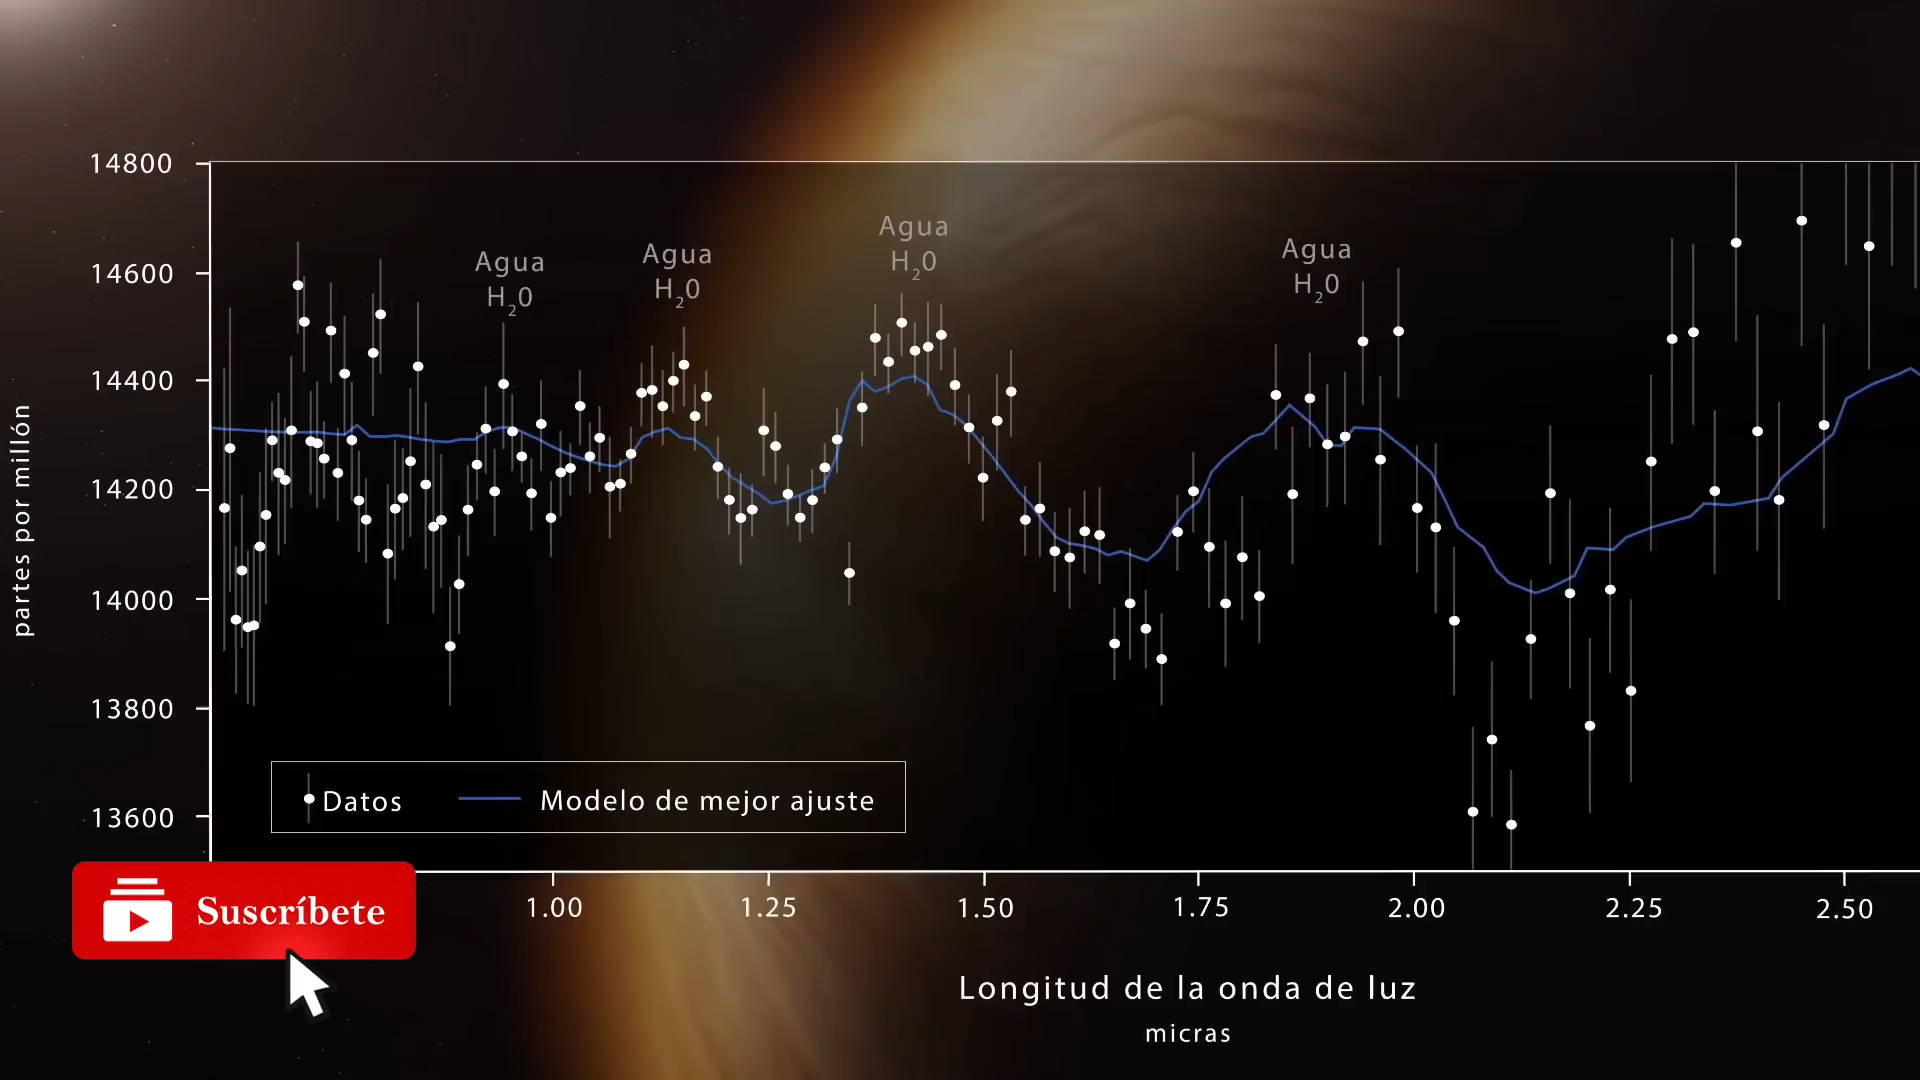 Agua
H₂0
Agua
H₂0
Agua
H₂0
Agua
H₂0
14800
14600
14400
14200
14000
13800
13600
partes por millón
Datos
Modelo de mejor ajuste
Suscríbete
1.00
1.25
1.50
1.75
2.00
2.25
2.50
Longitud de la onda de luz
micras